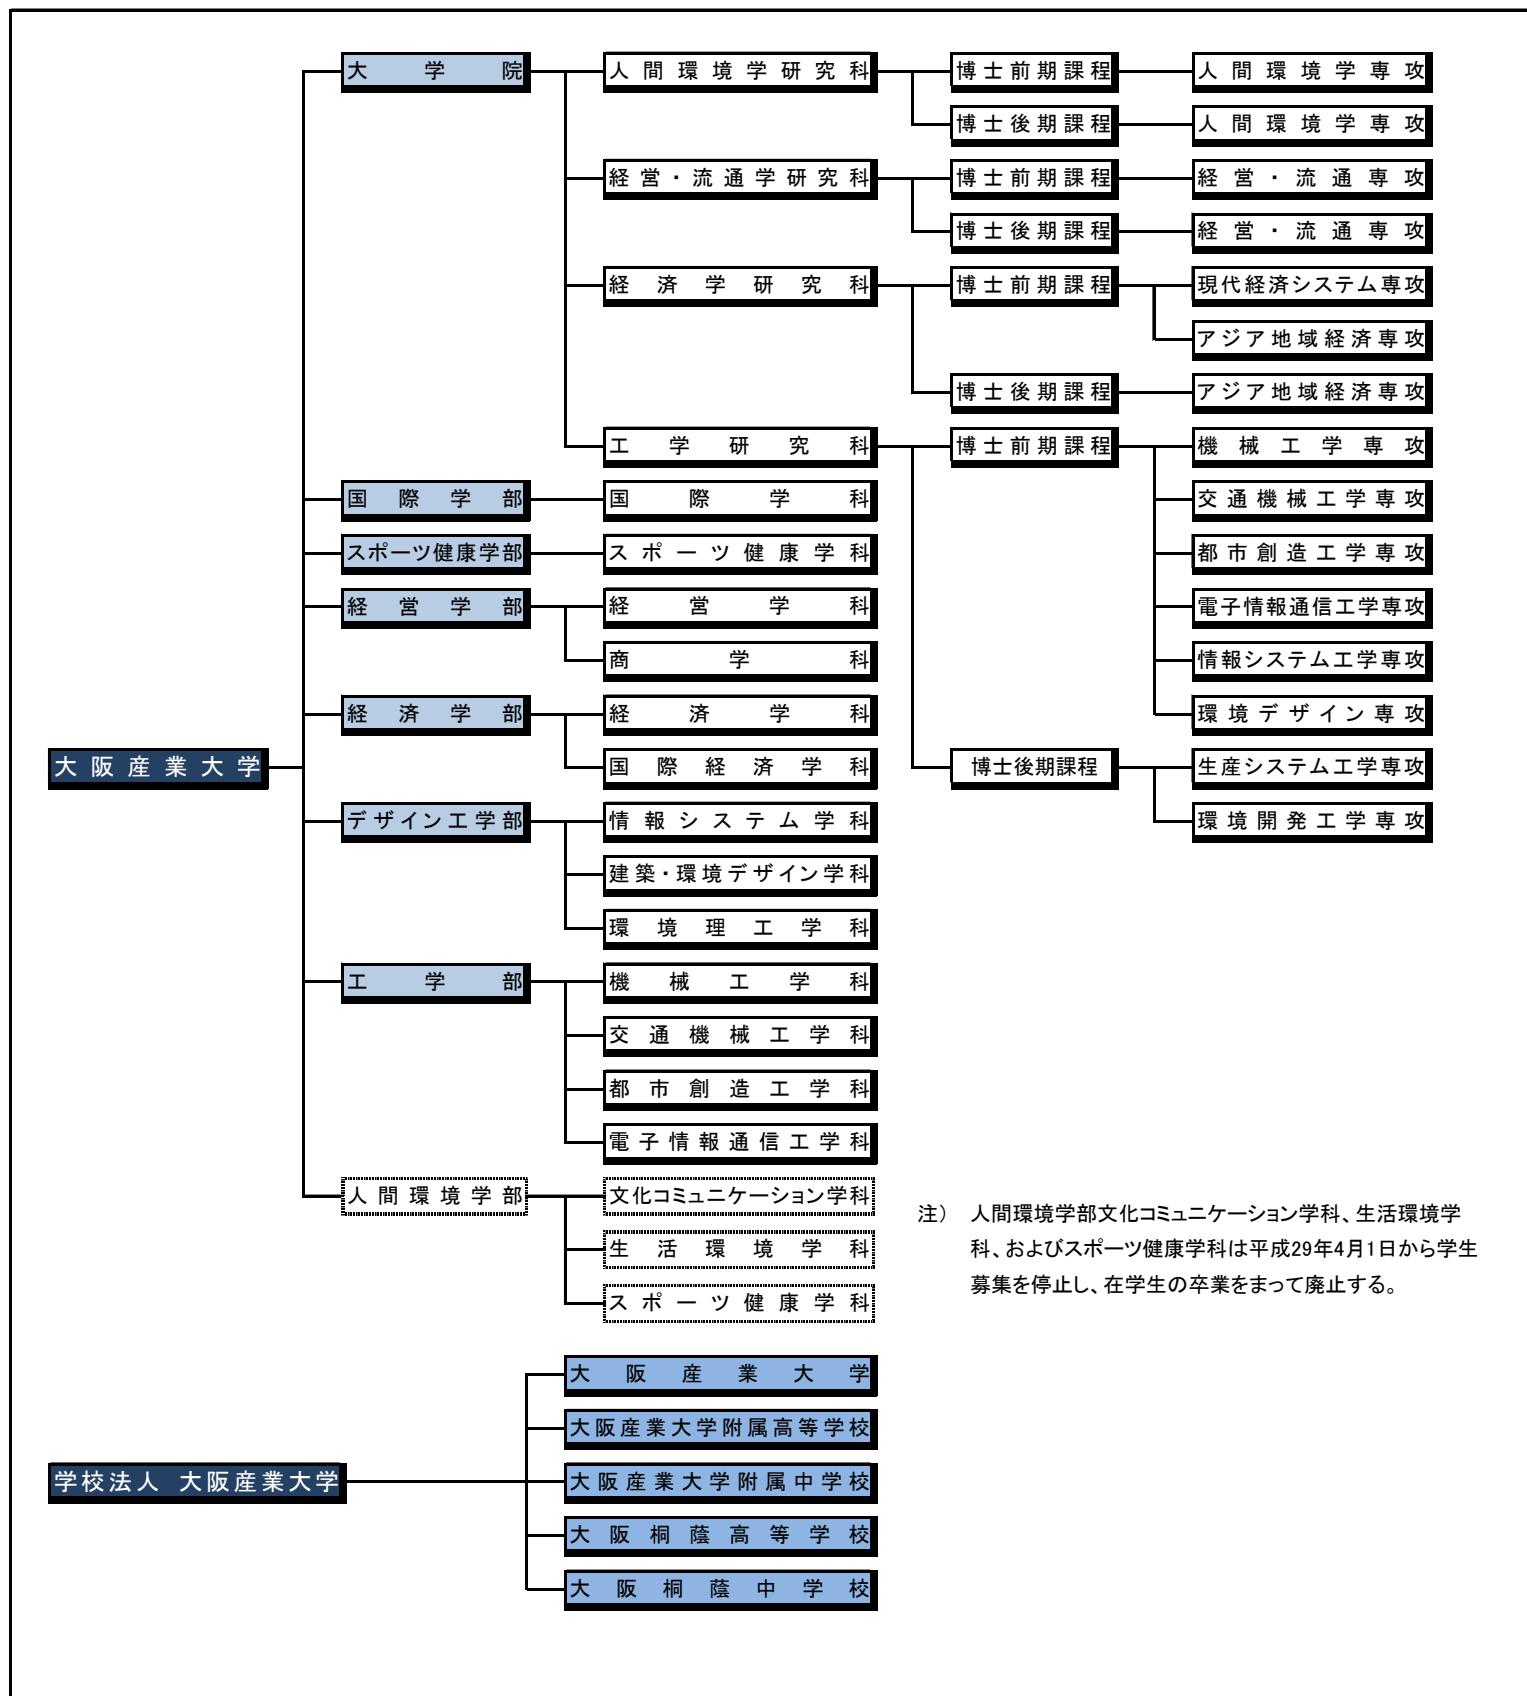 大学院 人間環境学研究科 博士前期課程 人間環境学専攻
博士後期課程 人間環境学専攻
経営・流通学研究科 博士前期課程 経営・流通専攻
博士後期課程 経営・流通専攻
経済学研究科 博士前期課程 現代経済システム専攻
アジア地域経済専攻
博士後期課程 アジア地域経済専攻
工学研究科 博士前期課程 機械工学専攻
国際学部 国際学科 交通機械工学専攻
スポーツ健康学部 スポーツ健康学科 都市創造工学専攻
経営学部 経営学科 電子情報通信工学専攻
商学科 情報システム工学専攻
経済学部 経済学科 環境デザイン専攻
大阪産業大学 国際経済学科 博士後期課程 生産システム工学専攻
デザイン工学部 情報システム学科 環境開発工学専攻
建築・環境デザイン学科
環境理工学科
工学部 機械工学科
交通機械工学科
都市創造工学科
電子情報通信工学科
人間環境学部 文化コミュニケーション学科
生活環境学科
スポーツ健康学科
注) 人間環境学部文化コミュニケーション学科、生活環境学
科、およびスポーツ健康学科は平成29年4月1日から学生
募集を停止し、在学生の卒業をまって廃止する。
大阪産業大学
大阪産業大学附属高等学校
学校法人 大阪産業大学 大阪産業大学附属中学校
大阪桐蔭高等学校
大阪桐蔭中学校